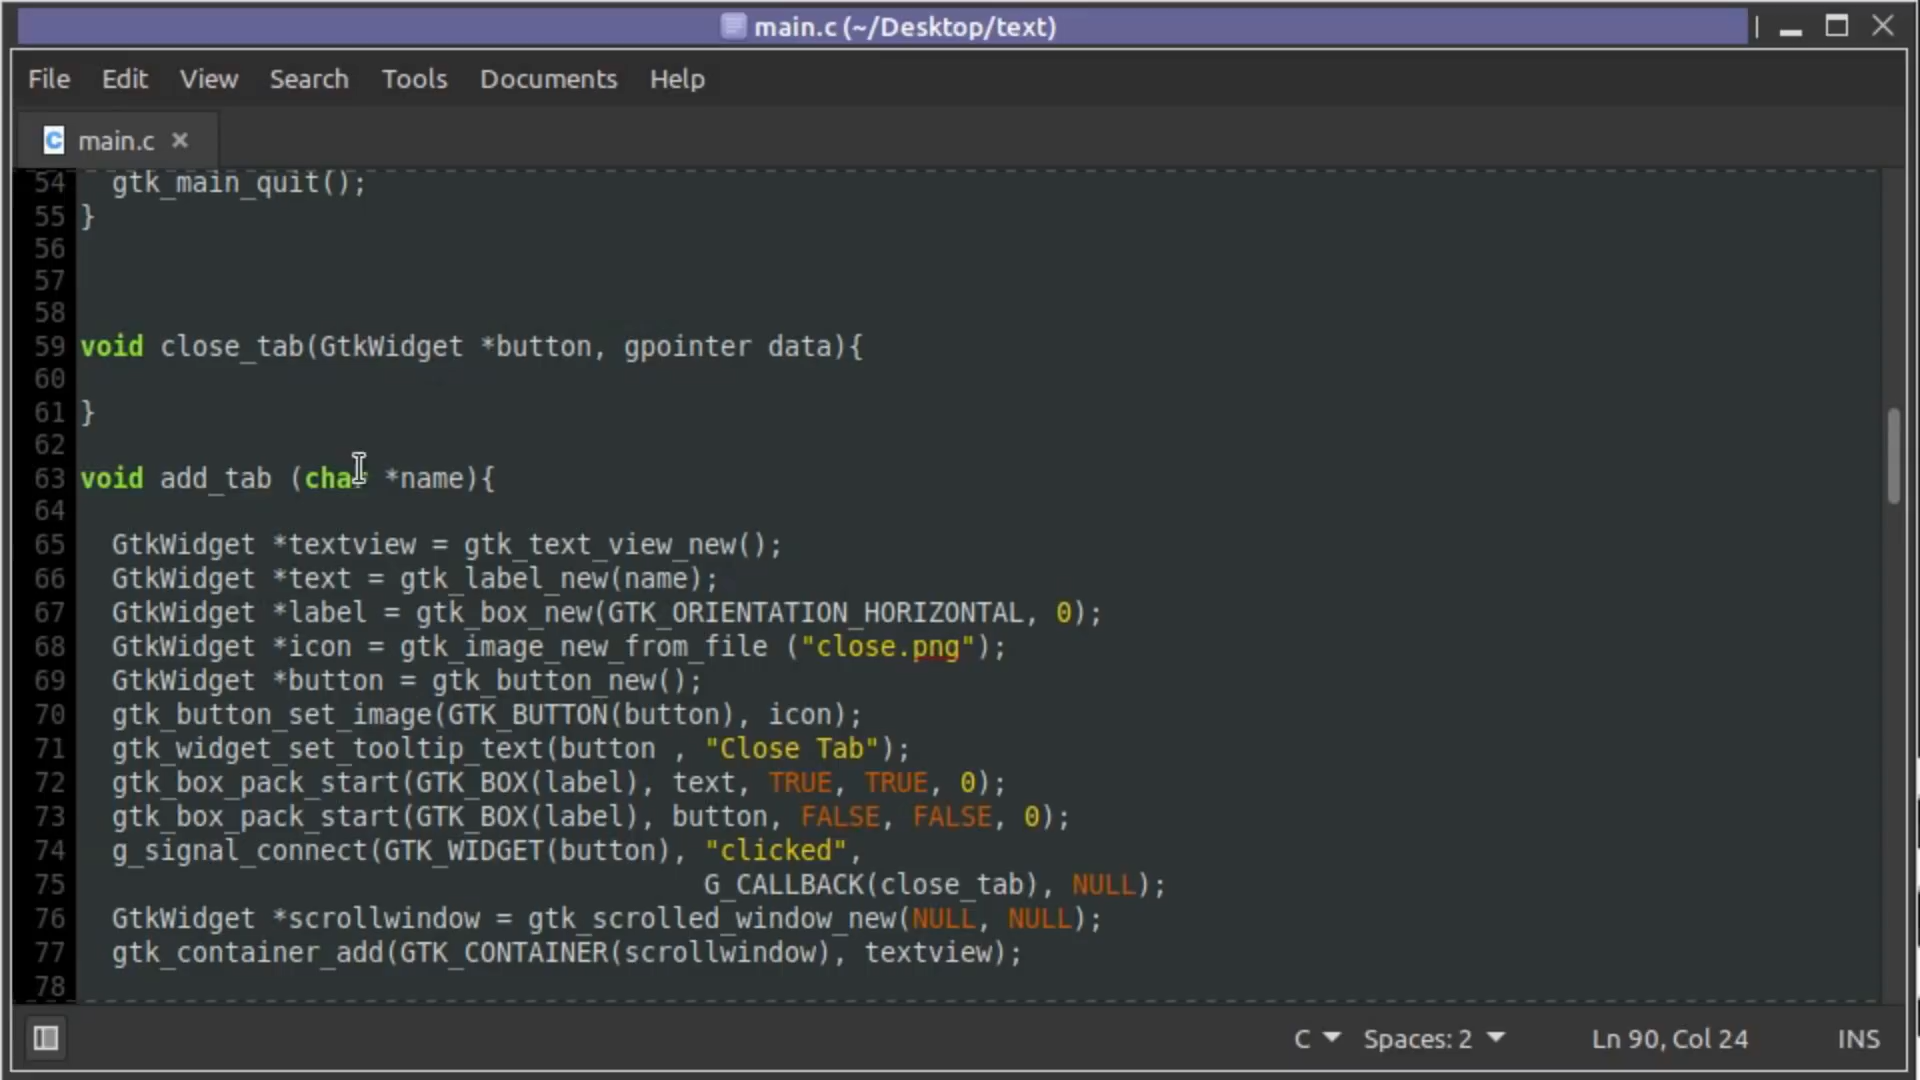 main.c (~/Desktop/text)
File Edit View Search Tools Documents Help
main.c
54 gtk_main_quit();
55 }
56
57
58
59 void close_tab(GtkWidget *button, gpointer data){
60
61 }
62
63 void add_tab (char *name){
64
65 GtkWidget *textview = gtk_text_view_new();
66 GtkWidget *text = gtk_label_new(name);
67 GtkWidget *label = gtk_box_new(GTK_ORIENTATION_HORIZONTAL, 0);
68 GtkWidget *icon = gtk_image_new_from_file ("close.png");
69 GtkWidget *button = gtk_button_new();
70 gtk_button_set_image(GTK_BUTTON(button), icon);
71 gtk_widget_set_tooltip_text(button , "Close Tab");
72 gtk_box_pack_start(GTK_BOX(label), text, TRUE, TRUE, 0);
73 gtk_box_pack_start(GTK_BOX(label), button, FALSE, FALSE, 0);
74 g_signal_connect(GTK_WIDGET(button), "clicked",
75 G_CALLBACK(close_tab), NULL);
76 GtkWidget *scrollwindow = gtk_scrolled_window_new(NULL, NULL);
77 gtk_container_add(GTK_CONTAINER(scrollwindow), textview);
78
C Spaces: 2 Ln 90, Col 24 INS